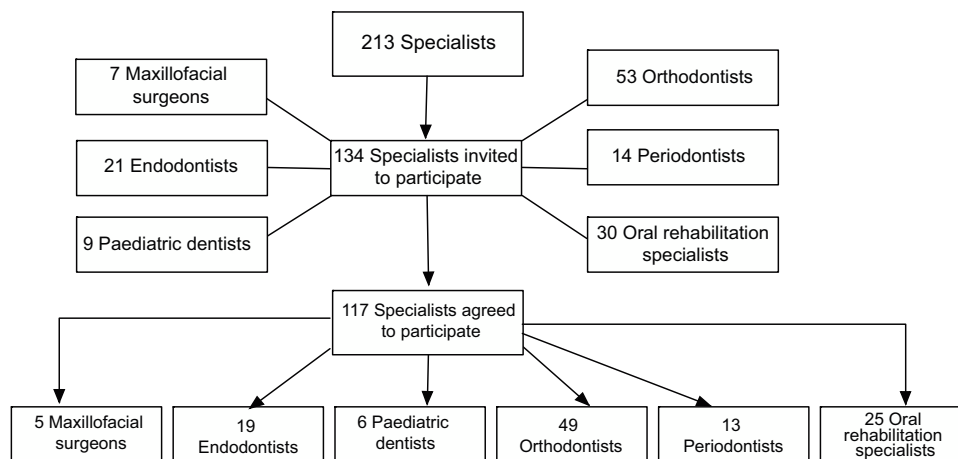 213 Specialists
7 Maxillofacial
surgeons
53 Orthodontists
21 Endodontists
134 Specialists invited
to participate
14 Periodontists
9 Paediatric dentists
30 Oral rehabilitation
specialists
117 Specialists agreed
to participate
5 Maxillofacial
surgeons
19
Endodontists
6 Paediatric
dentists
49
Orthodontists
13
Periodontists
25 Oral
rehabilitation
specialists